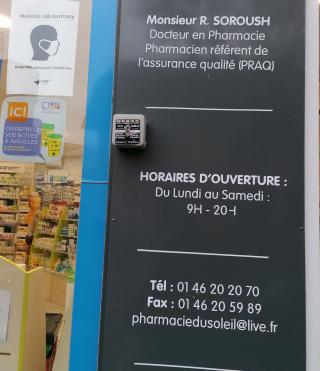 MASQUE OBLIGATOIRE
ici
ON REPREND
VOS BOÎTES
À AIGUILLES
Monsieur R. SOROUSH
Docteur en Pharmacie
Pharmacien référent de
l'assurance qualité (PRAQ)
HORAIRES D'OUVERTURE :
Du Lundi au Samedi :
9H - 20H
Tél : 01 46 20 20 70
Fax : 01 46 20 59 89
pharmaciedusoleil@live.fr